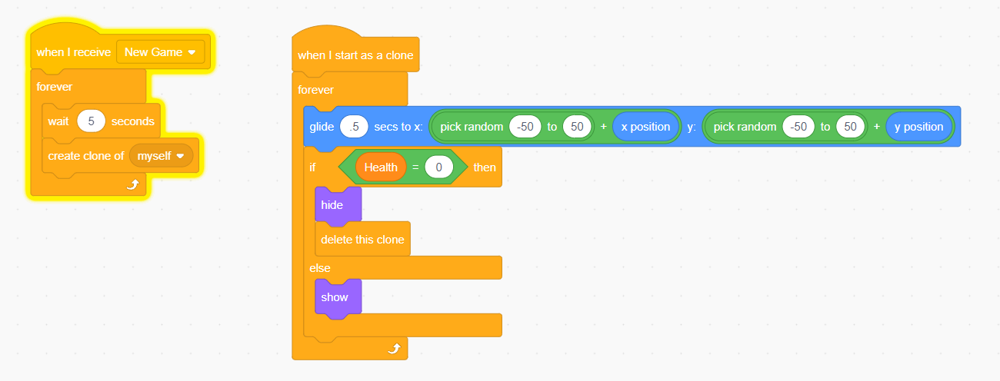 when I receive New Game
forever
wait 5 seconds
create clone of myself
when I start as a clone
forever
glide .5 secs to x: pick random -50 to 50 + x position y: pick random -50 to 50 + y position
if Health = 0 then
hide
delete this clone
else
show